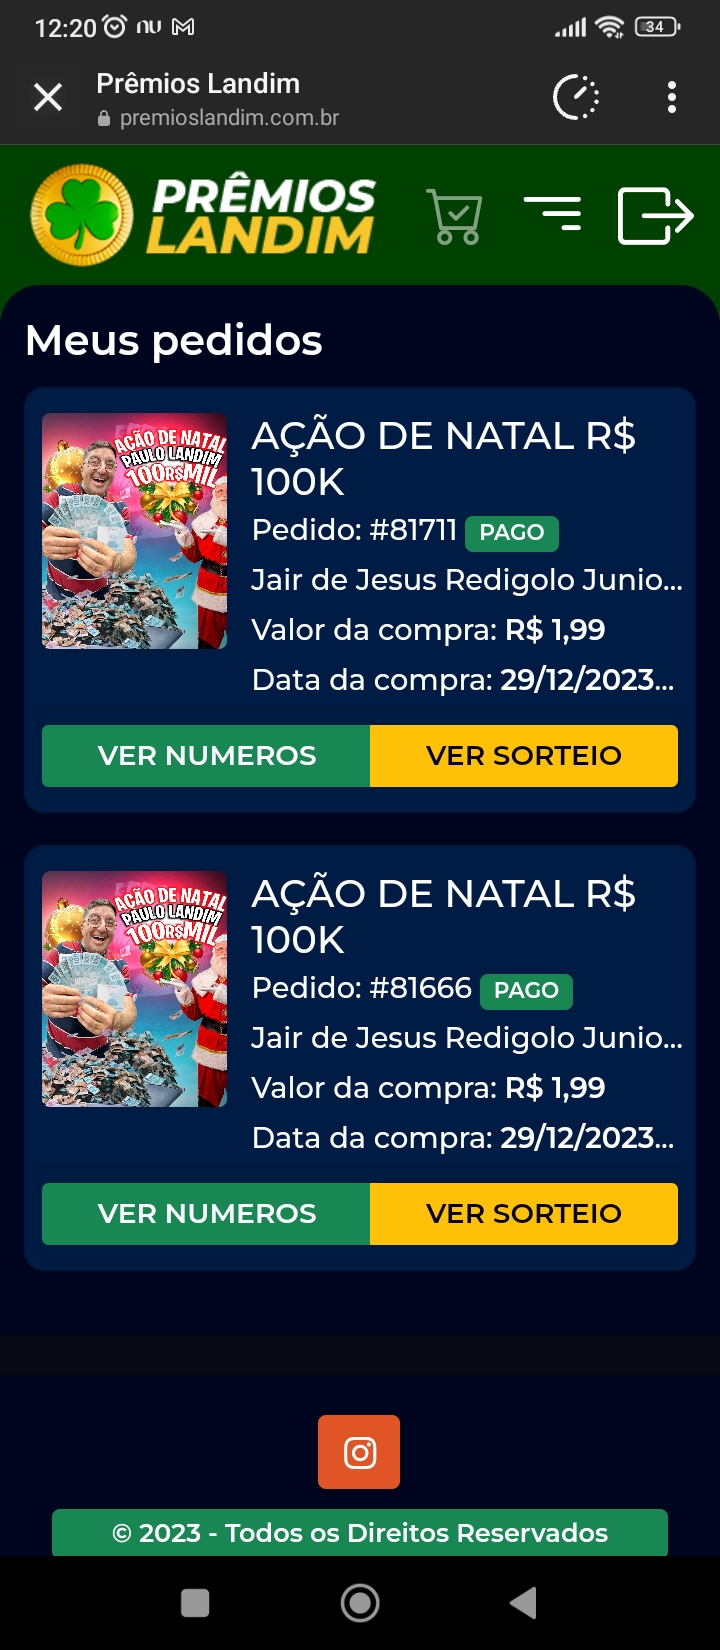 12:20
34
Prêmios Landim
premioslandim.com.br
PRÊMIOS
LANDIM
Meus pedidos
AÇÃO DE NATAL
PAULO LANDIM
100R$MIL
AÇÃO DE NATAL R$
100K
Pedido: #81711 PAGO
Jair de Jesus Redigolo Junio...
Valor da compra: R$ 1,99
Data da compra: 29/12/2023...
VER NUMEROS
VER SORTEIO
AÇÃO DE NATAL
PAULO LANDIM
100R$MIL
AÇÃO DE NATAL R$
100K
Pedido: #81666 PAGO
Jair de Jesus Redigolo Junio...
Valor da compra: R$ 1,99
Data da compra: 29/12/2023...
VER NUMEROS
VER SORTEIO
© 2023 - Todos os Direitos Reservados